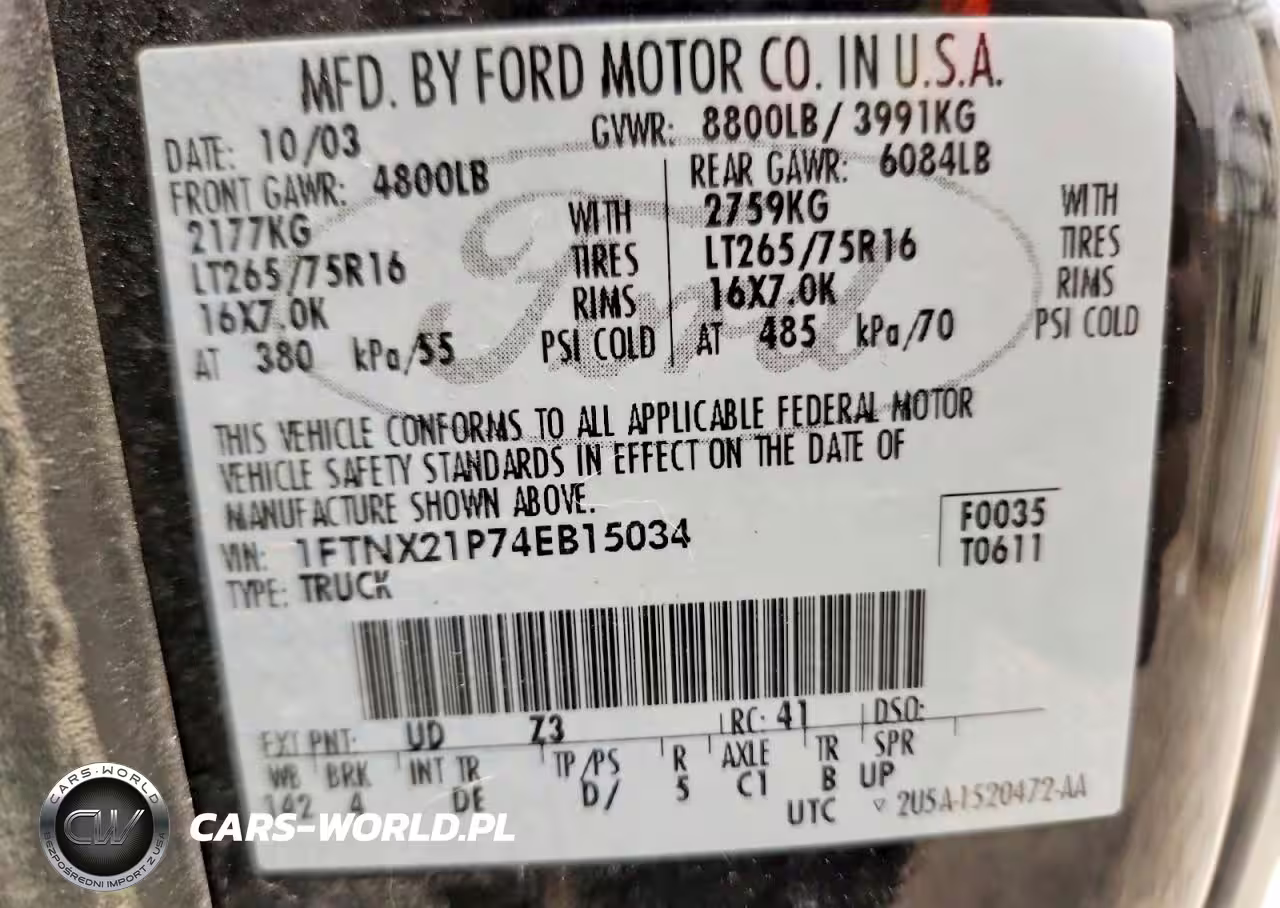 MFD. BY FORD MOTOR CO. IN U.S.A.
DATE: 10/03 GVWR: 8800LB / 3991KG
FRONT GAWR: 4800LB REAR GAWR: 6084LB
2177KG WITH 2759KG WITH
LT265/75R16 TIRES LT265/75R16 TIRES
16X7.0K RIMS 16X7.0K RIMS
AT 380 kPa/55 PSI COLD AT 485 kPa/70 PSI COLD
Ford
THIS VEHICLE CONFORMS TO ALL APPLICABLE FEDERAL MOTOR
VEHICLE SAFETY STANDARDS IN EFFECT ON THE DATE OF
MANUFACTURE SHOWN ABOVE.
VIN: 1FTNX21P74EB15034
F0035
T0611
TYPE: TRUCK
EXT PNT: UD Z3 RC: 41 DSO:
WB BRK INT TR TP/PS R AXLE TR SPR
142 4 DE D/ 5 C1 B UP
UTC ▽ 2U5A-1520472-AA
CARS-WORLD
CW
BEZPOŚREDNI IMPORT Z USA
CARS-WORLD.PL